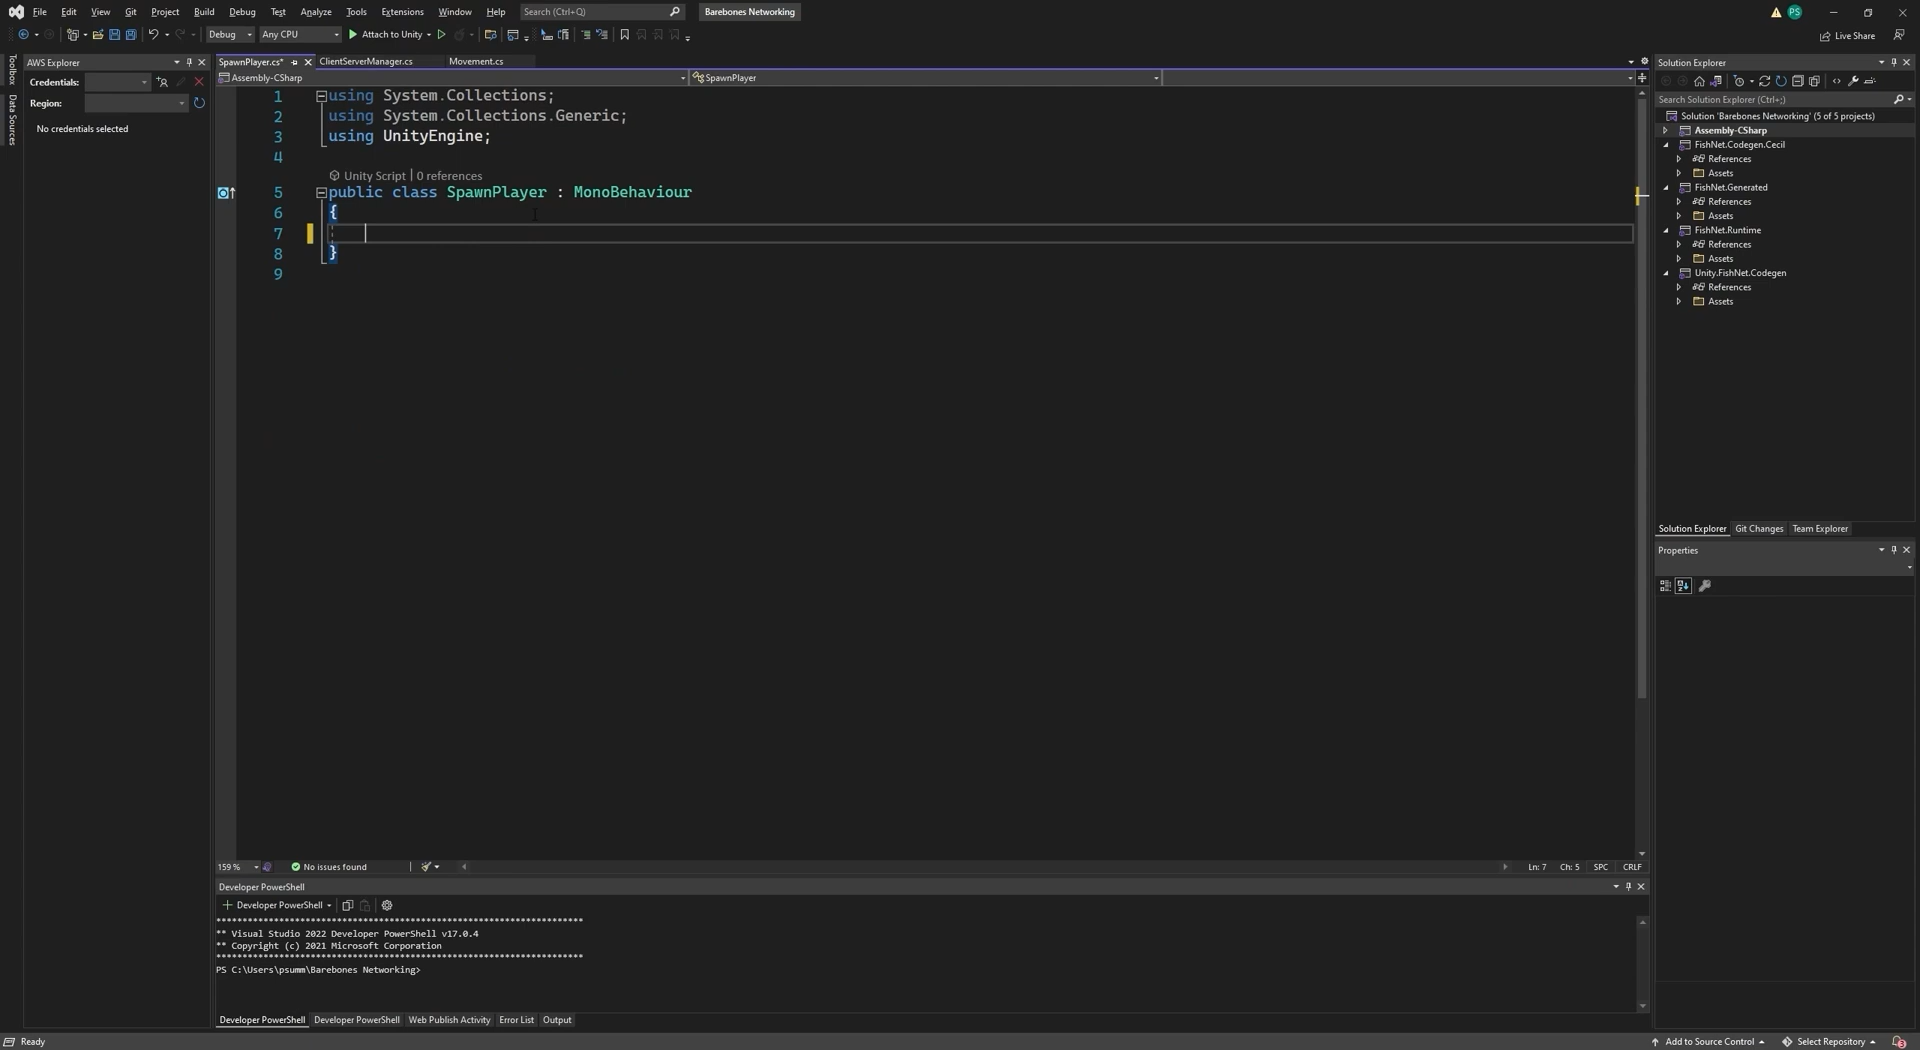 File Edit View Git Project Build Debug Test Analyze Tools Extensions Window Help Search (Ctrl+Q) Barebones Networking PS
Debug Any CPU Attach to Unity Live Share
Toolbox
Data Sources
AWS Explorer
Credentials:
Region:
No credentials selected
SpawnPlayer.cs* ClientServerManager.cs Movement.cs
Assembly-CSharp SpawnPlayer
1 using System.Collections;
2 using System.Collections.Generic;
3 using UnityEngine;
4
Unity Script | 0 references
5 public class SpawnPlayer : MonoBehaviour
6 {
7
8 }
9
159 % No issues found Ln: 7 Ch: 5 SPC CRLF
Developer PowerShell
Developer PowerShell
**********************************************************************
** Visual Studio 2022 Developer PowerShell v17.0.4
** Copyright (c) 2021 Microsoft Corporation
**********************************************************************
PS C:\Users\psumm\Barebones Networking>
Developer PowerShell Developer PowerShell Web Publish Activity Error List Output
Solution Explorer
Search Solution Explorer (Ctrl+;)
Solution 'Barebones Networking' (5 of 5 projects)
Assembly-CSharp
FishNet.Codegen.Cecil
References
Assets
FishNet.Generated
References
Assets
FishNet.Runtime
References
Assets
Unity.FishNet.Codegen
References
Assets
Solution Explorer Git Changes Team Explorer
Properties
Ready Add to Source Control Select Repository 3